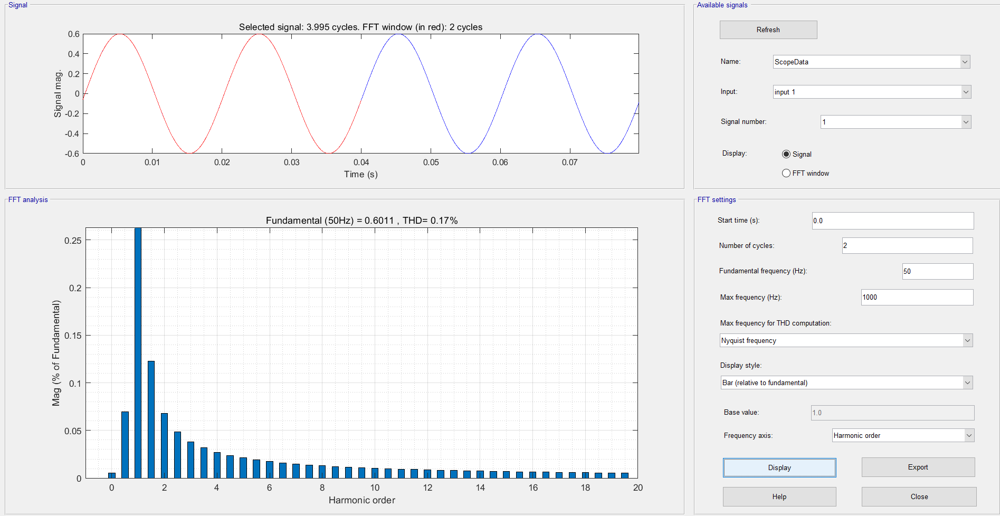 Signal
Selected signal: 3.995 cycles. FFT window (in red): 2 cycles
0.6
0.4
0.2
0
-0.2
-0.4
-0.6
Signal mag.
0 0.01 0.02 0.03 0.04 0.05 0.06 0.07
Time (s)
Available signals
Refresh
Name: ScopeData
Input: input 1
Signal number: 1
Display: Signal
FFT window
FFT analysis
Fundamental (50Hz) = 0.6011 , THD= 0.17%
0.25
0.2
0.15
0.1
0.05
0
Mag (% of Fundamental)
0 2 4 6 8 10 12 14 16 18 20
Harmonic order
FFT settings
Start time (s): 0.0
Number of cycles: 2
Fundamental frequency (Hz): 50
Max frequency (Hz): 1000
Max frequency for THD computation:
Nyquist frequency
Display style:
Bar (relative to fundamental)
Base value: 1.0
Frequency axis: Harmonic order
Display Export
Help Close